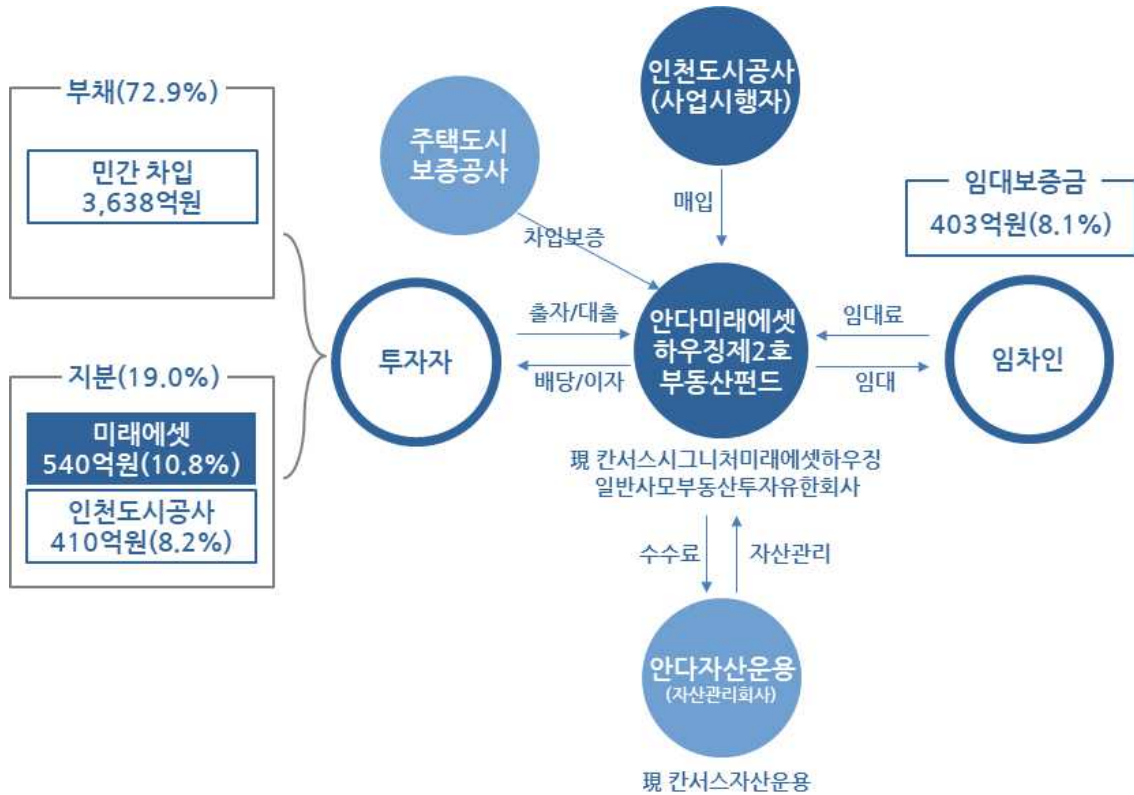 부채(72.9%)
민간 차입
3,638억원
지분(19.0%)
미래에셋
540억원(10.8%)
인천도시공사
410억원(8.2%)
투자자
주택도시
보증공사
차입보증
인천도시공사
(사업시행자)
매입
출자/대출
배당/이자
안다미래에셋
하우징제2호
부동산펀드
現 칸서스시그니처미래에셋하우징
일반사모부동산투자유한회사
임대료
임대
임대보증금
403억원(8.1%)
임차인
수수료
자산관리
안다자산운용
(자산관리회사)
現 칸서스자산운용